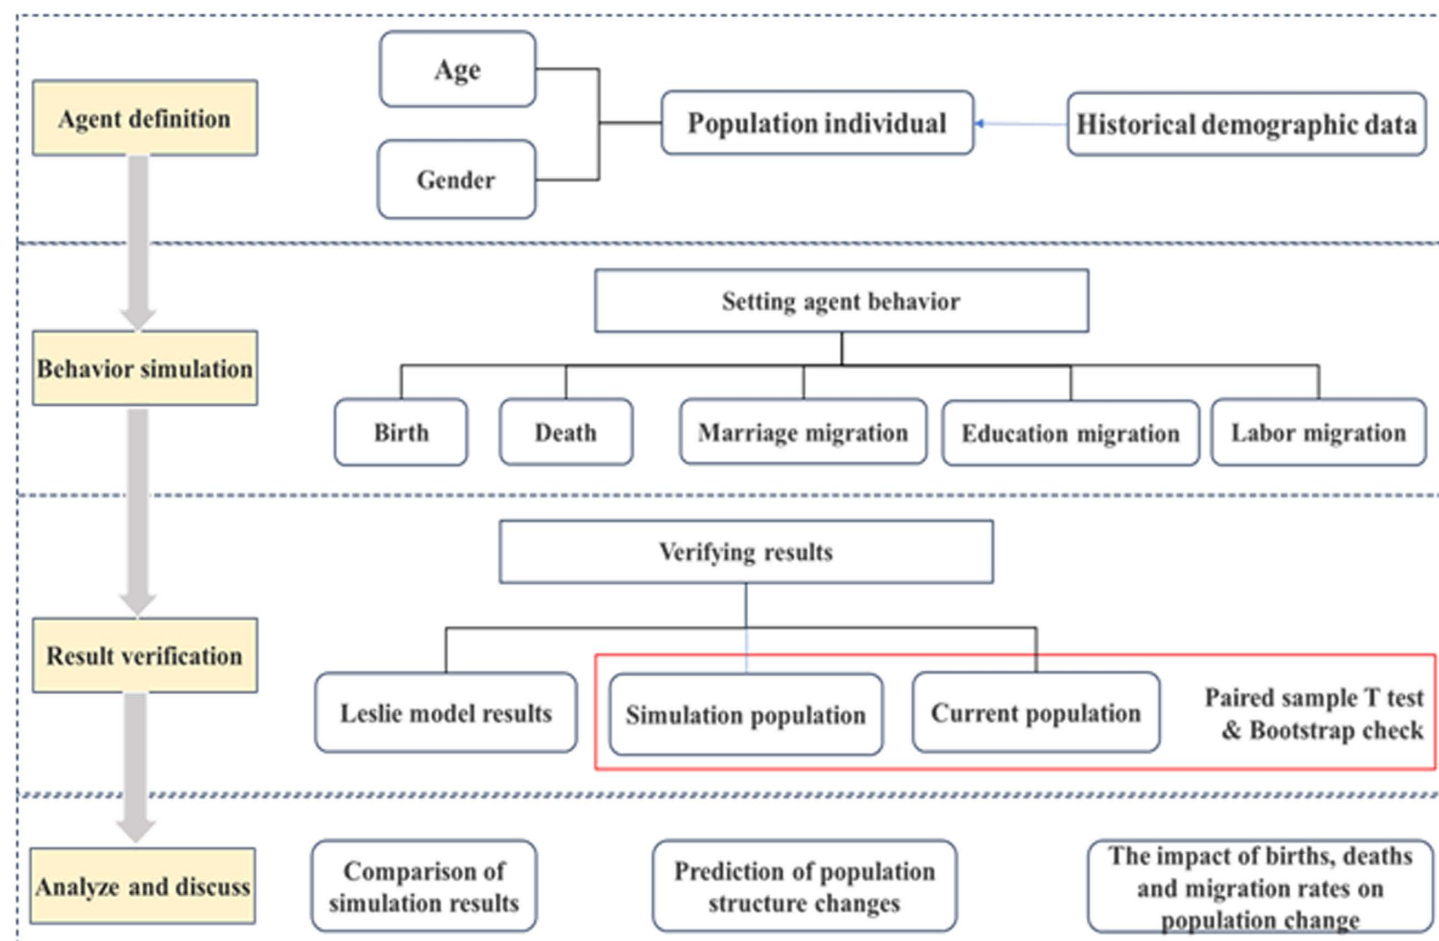 Age
Agent definition
Population individual
Historical demographic data
Gender
Setting agent behavior
Behavior simulation
Birth
Death
Marriage migration
Education migration
Labor migration
Verifying results
Result verification
Leslie model results
Simulation population
Current population
Paired sample T test
& Bootstrap check
Analyze and discuss
Comparison of
simulation results
Prediction of population
structure changes
The impact of births, deaths
and migration rates on
population change